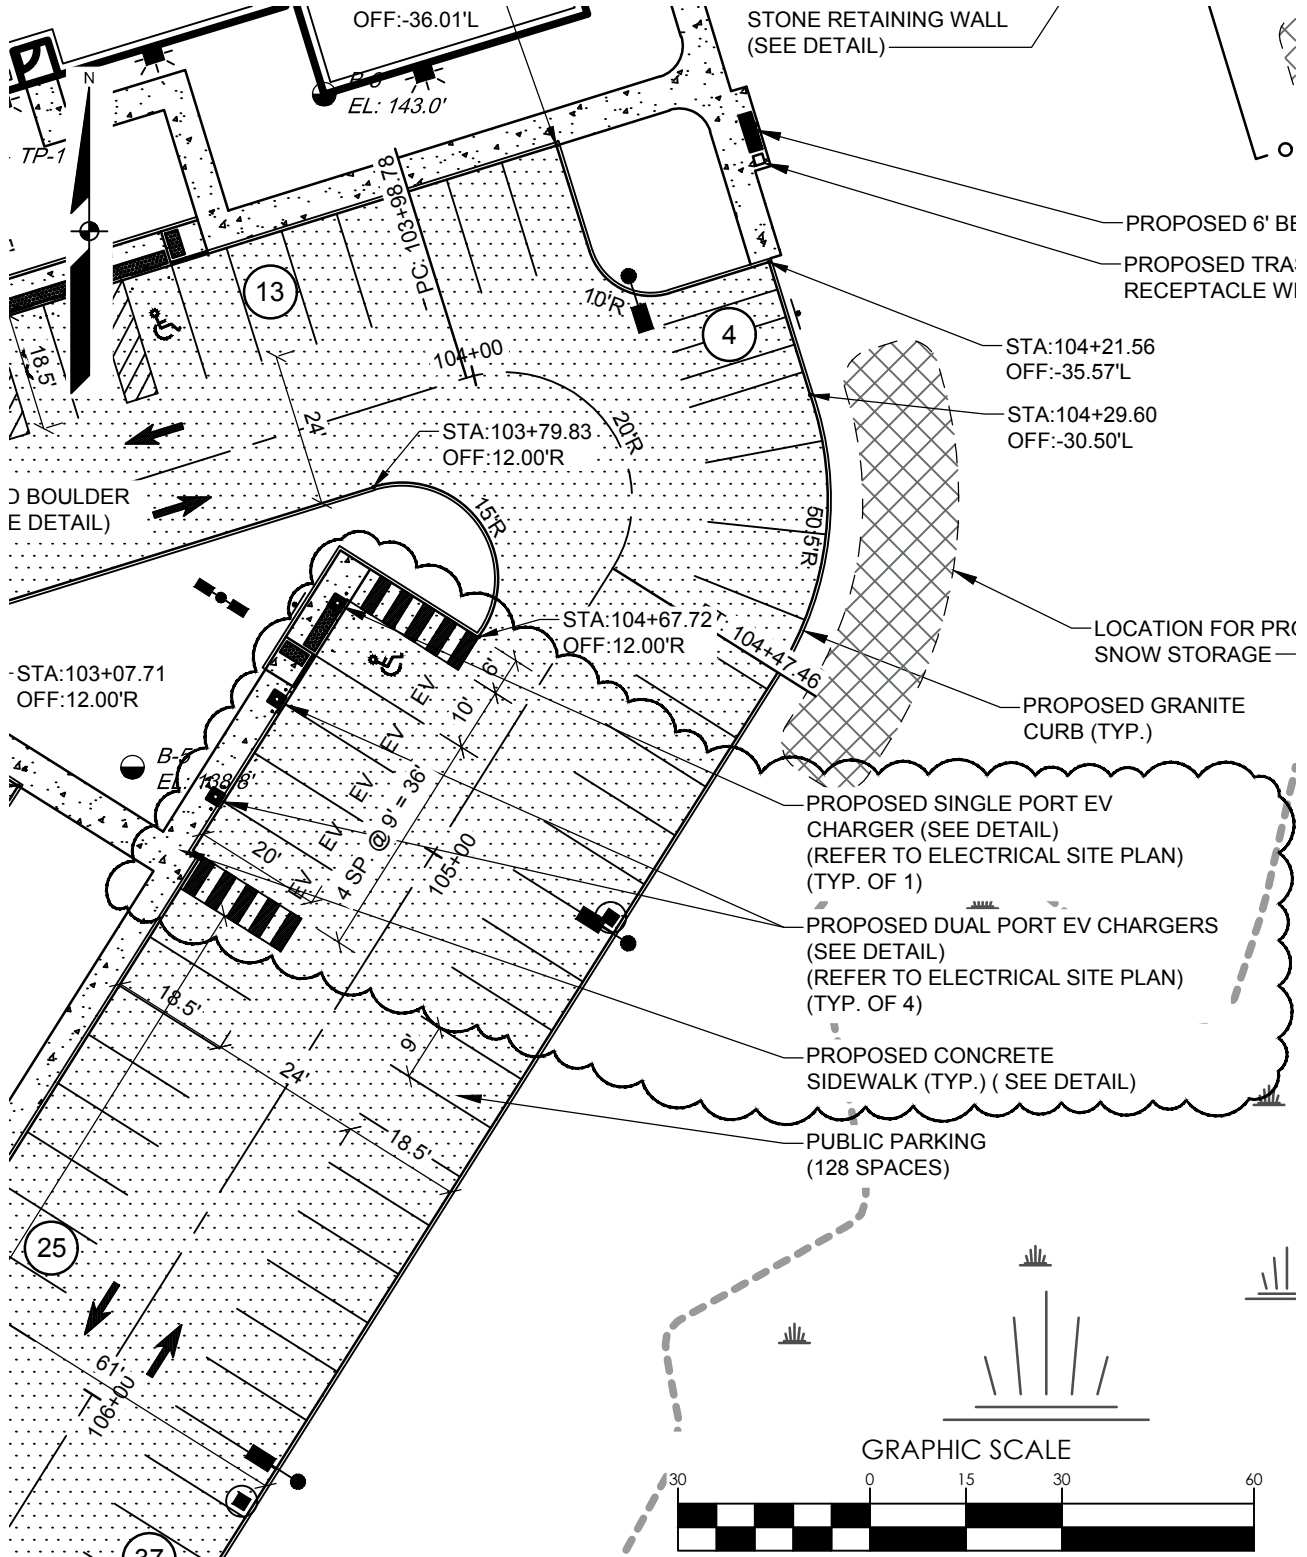 OFF:-36.01'L
STONE RETAINING WALL
(SEE DETAIL)
N
EL: 143.0'
TP-1
PC: 103+98.78
PROPOSED 6'
PROPOSED
RECEPTACLE
13
10'R
4
18.5'
104+00
24'
20'R
STA:104+21.56
OFF:-35.57'L
STA:104+29.60
OFF:-30.50'L
STA:103+79.83
OFF:12.00'R
BOULDER
DETAIL)
15'R
50.5'R
STA:104+67.72
OFF:12.00'R
104+47.46
LOCATION FOR
SNOW STORAGE
STA:103+07.71
OFF:12.00'R
6'
10'
PROPOSED GRANITE
CURB (TYP.)
B-5
EL: 138.8'
EV
EV
EV
EV
EV
4 SP @ 9' = 36'
20'
105+00
PROPOSED SINGLE PORT EV
CHARGER (SEE DETAIL)
(REFER TO ELECTRICAL SITE PLAN)
(TYP. OF 1)
PROPOSED DUAL PORT EV CHARGERS
(SEE DETAIL)
(REFER TO ELECTRICAL SITE PLAN)
(TYP. OF 4)
18.5'
24'
9'
18.5'
PROPOSED CONCRETE
SIDEWALK (TYP.) ( SEE DETAIL)
PUBLIC PARKING
(128 SPACES)
25
61'
106+00
GRAPHIC SCALE
30 0 15 30 60